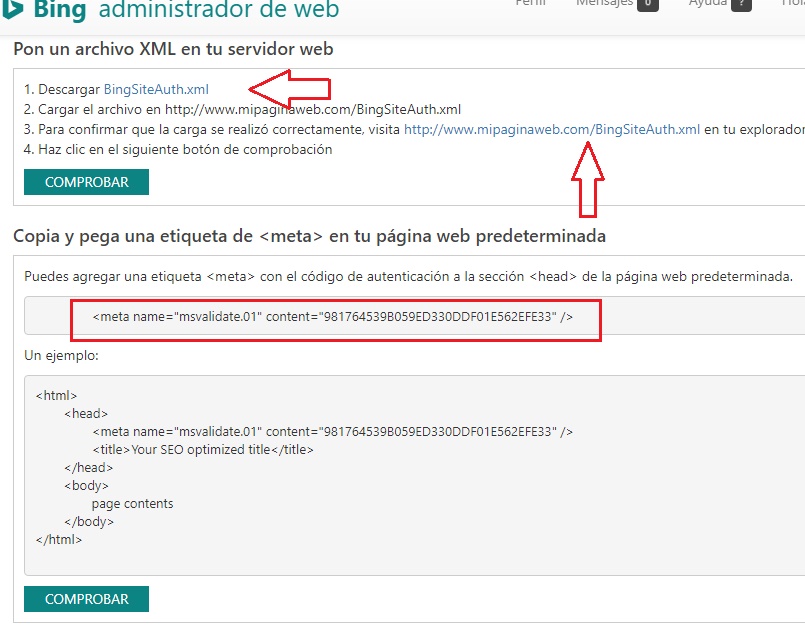 Bing administrador de web
Perfil Mensajes 0 Ayuda ?
Pon un archivo XML en tu servidor web
1. Descargar BingSiteAuth.xml
2. Cargar el archivo en http://www.mipaginaweb.com/BingSiteAuth.xml
3. Para confirmar que la carga se realizó correctamente, visita http://www.mipaginaweb.com/BingSiteAuth.xml en tu explorador
4. Haz clic en el siguiente botón de comprobación
COMPROBAR
Copia y pega una etiqueta de <meta> en tu página web predeterminada
Puedes agregar una etiqueta <meta> con el código de autenticación a la sección <head> de la página web predeterminada.
<meta name="msvalidate.01" content="981764539B059ED330DDF01E562EFE33" />
Un ejemplo:
<html>
<head>
<meta name="msvalidate.01" content="981764539B059ED330DDF01E562EFE33" />
<title>Your SEO optimized title</title>
</head>
<body>
page contents
</body>
</html>
COMPROBAR